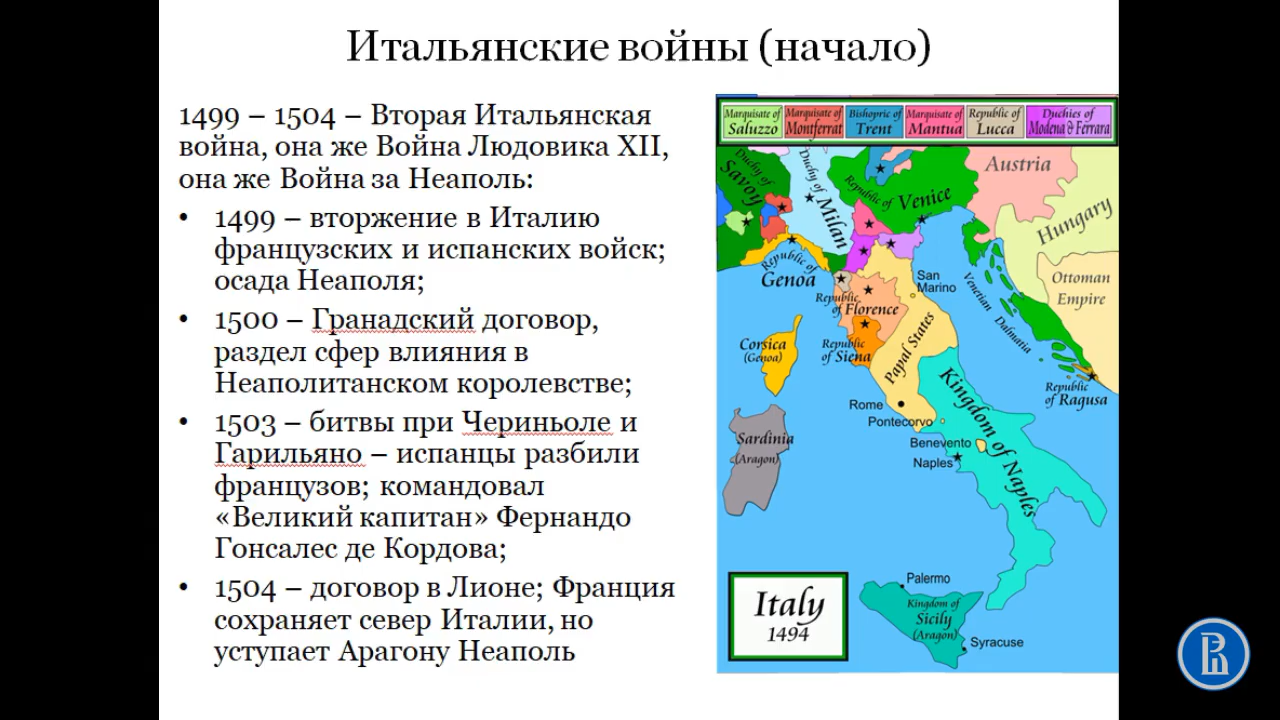 Итальянские войны (начало)
1499 – 1504 – Вторая Итальянская
война, она же Война Людовика XII,
она же Война за Неаполь:
• 1499 – вторжение в Италию
французских и испанских войск;
осада Неаполя;
• 1500 – Гранадский договор,
раздел сфер влияния в
Неаполитанском королевстве;
• 1503 – битвы при Чериньоле и
Гарильяно – испанцы разбили
французов; командовал
«Великий капитан» Фернандо
Гонсалес де Кордова;
• 1504 – договор в Лионе; Франция
сохраняет север Италии, но
уступает Арагону Неаполь
Marquisate of
Saluzzo
Marquisate of
Montferrat
Bishopric of
Trent
Marquisate of
Mantua
Republic of
Lucca
Duchies of
Modena & Ferrara
Duchy of
Savoy
Duchy of
Milan
Republic of
Venice
Austria
Hungary
Ottoman
Empire
Republic of
Genoa
San
Marino
Republic
of Florence
Venetian
Dalmatia
Corsica
(Genoa)
Republic
of Siena
Papal States
Republic
of Ragusa
Rome
Pontecorvo
Kingdom of Naples
Sardinia
(Aragon)
Benevento
Naples
Palermo
Kingdom of
Sicily
(Aragon)
Syracuse
Italy
1494